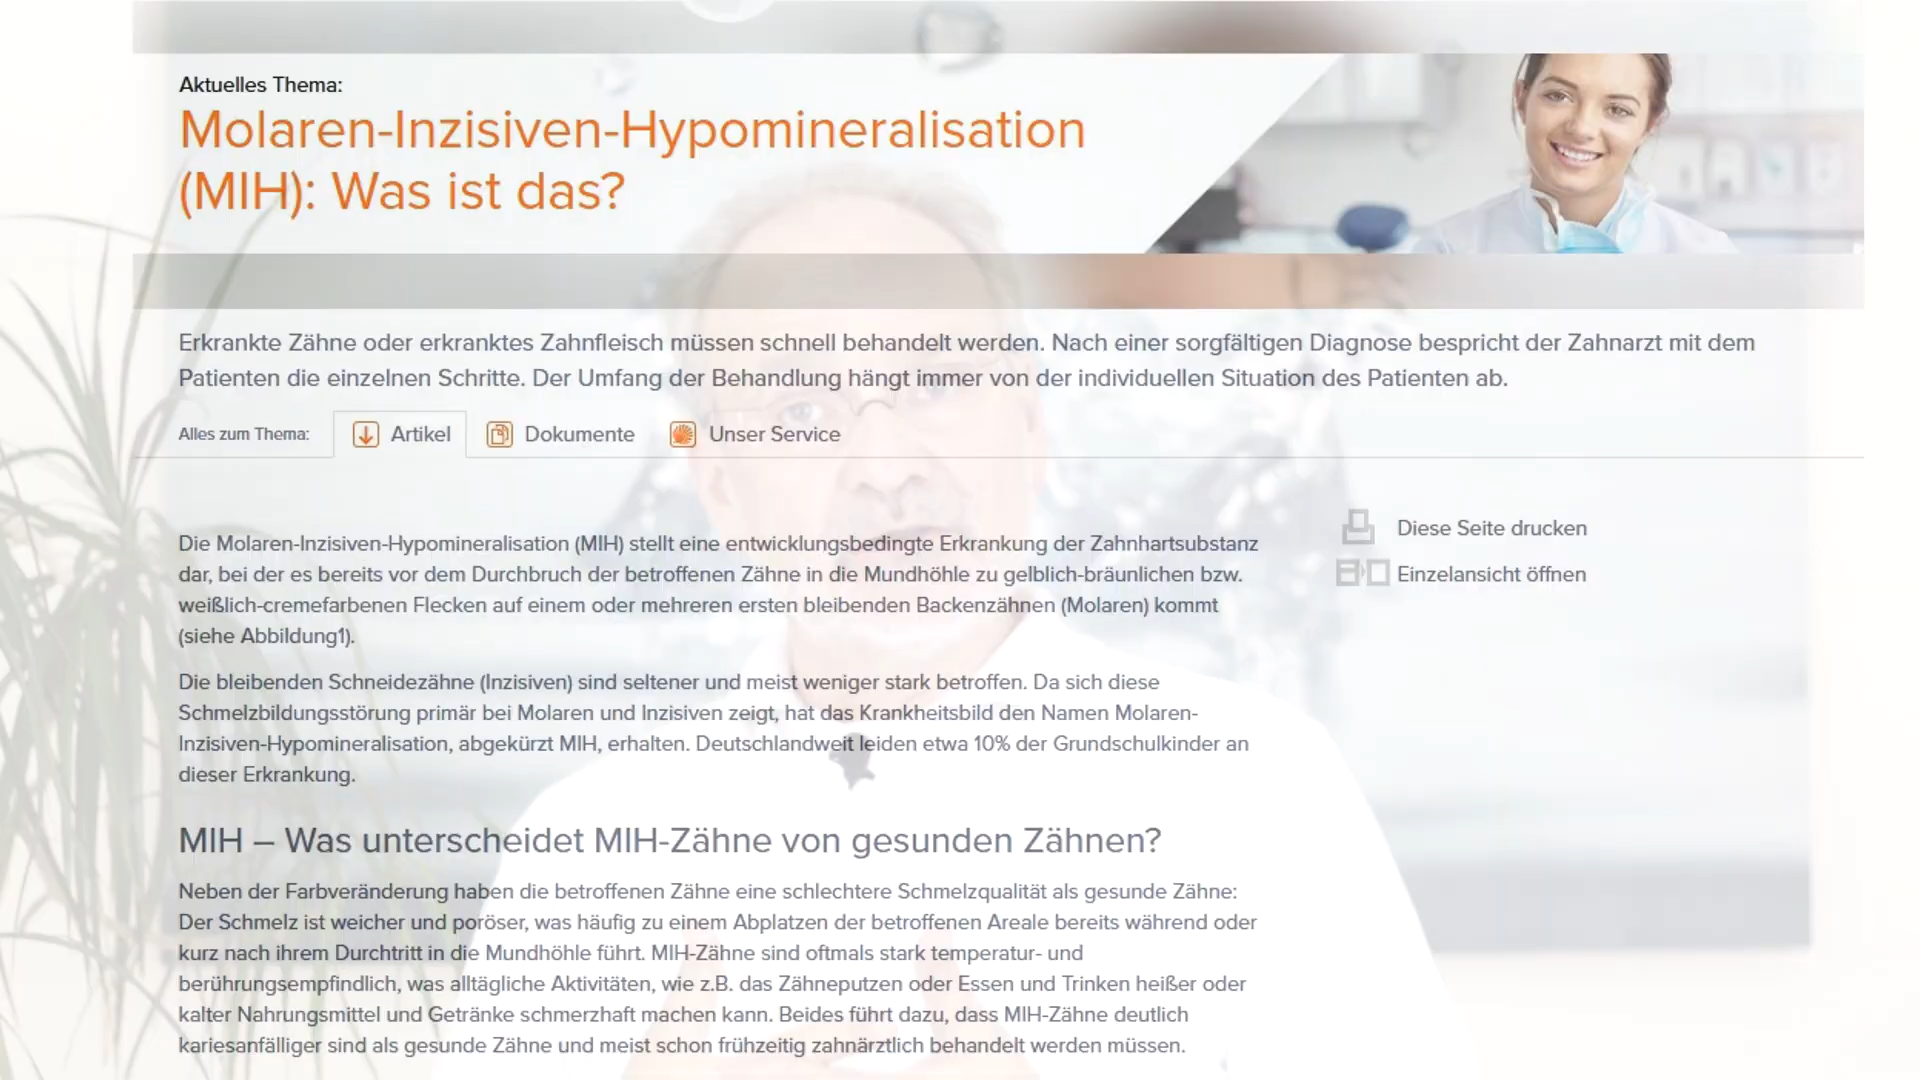 Aktuelles Thema:
Molaren-Inzisiven-Hypomineralisation
(MIH): Was ist das?
Erkrankte Zähne oder erkranktes Zahnfleisch müssen schnell behandelt werden. Nach einer sorgfältigen Diagnose bespricht der Zahnarzt mit dem
Patienten die einzelnen Schritte. Der Umfang der Behandlung hängt immer von der individuellen Situation des Patienten ab.
Alles zum Thema: Artikel Dokumente Unser Service
Diese Seite drucken
Einzelansicht öffnen
Die Molaren-Inzisiven-Hypomineralisation (MIH) stellt eine entwicklungsbedingte Erkrankung der Zahnhartsubstanz
dar, bei der es bereits vor dem Durchbruch der betroffenen Zähne in die Mundhöhle zu gelblich-bräunlichen bzw.
weißlich-cremefarbenen Flecken auf einem oder mehreren ersten bleibenden Backenzähnen (Molaren) kommt
(siehe Abbildung1).
Die bleibenden Schneidezähne (Inzisiven) sind seltener und meist weniger stark betroffen. Da sich diese
Schmelzbildungsstörung primär bei Molaren und Inzisiven zeigt, hat das Krankheitsbild den Namen Molaren-
Inzisiven-Hypomineralisation, abgekürzt MIH, erhalten. Deutschlandweit leiden etwa 10% der Grundschulkinder an
dieser Erkrankung.
MIH – Was unterscheidet MIH-Zähne von gesunden Zähnen?
Neben der Farbveränderung haben die betroffenen Zähne eine schlechtere Schmelzqualität als gesunde Zähne:
Der Schmelz ist weicher und poröser, was häufig zu einem Abplatzen der betroffenen Areale bereits während oder
kurz nach ihrem Durchtritt in die Mundhöhle führt. MIH-Zähne sind oftmals stark temperatur- und
berührungsempfindlich, was alltägliche Aktivitäten, wie z.B. das Zähneputzen oder Essen und Trinken heißer oder
kalter Nahrungsmittel und Getränke schmerzhaft machen kann. Beides führt dazu, dass MIH-Zähne deutlich
kariesanfälliger sind als gesunde Zähne und meist schon frühzeitig zahnärztlich behandelt werden müssen.